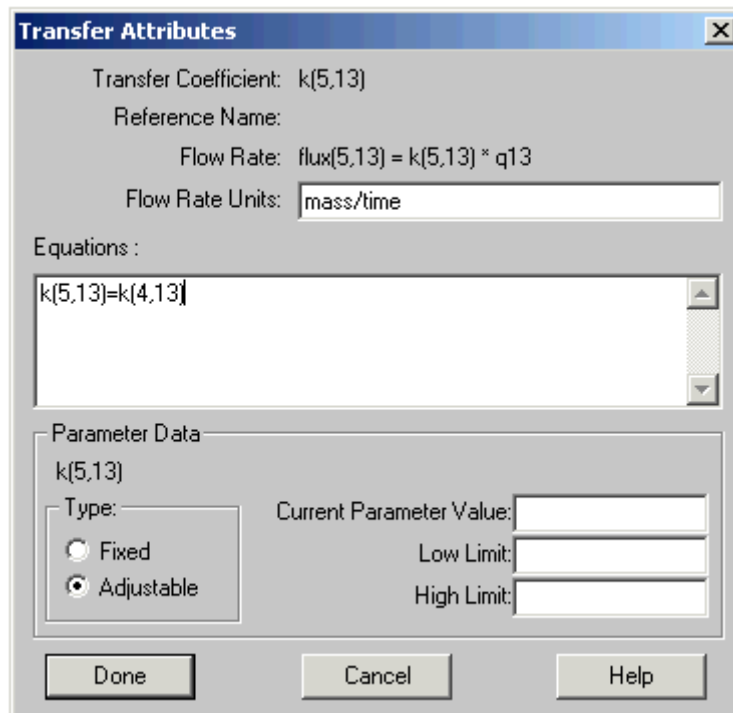 Transfer Attributes
Transfer Coefficient: k(5,13)
Reference Name:
Flow Rate: flux(5,13) = k(5,13) * q13
Flow Rate Units: mass/time
Equations :
k(5,13)=k(4,13)
Parameter Data
k(5,13)
Type:
Fixed
Adjustable
Current Parameter Value:
Low Limit:
High Limit:
Done Cancel Help